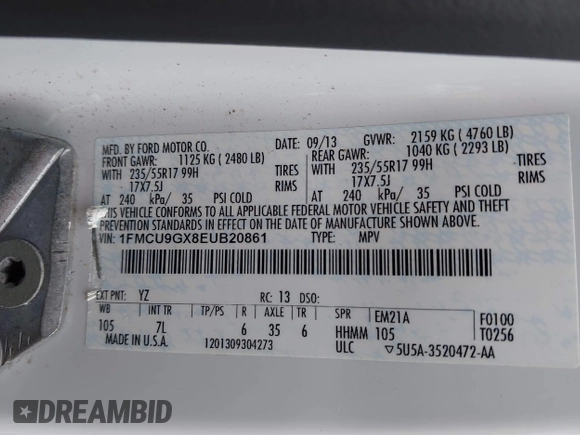 MFD. BY FORD MOTOR CO. DATE: 09/13 GVWR: 2159 KG ( 4760 LB)
FRONT GAWR: 1125 KG ( 2480 LB) REAR GAWR: 1040 KG ( 2293 LB)
WITH 235/55R17 99H TIRES WITH 235/55R17 99H TIRES
17X7.5J RIMS 17X7.5J RIMS
AT 240 kPa/ 35 PSI COLD AT 240 kPa/ 35 PSI COLD
THIS VEHICLE CONFORMS TO ALL APPLICABLE FEDERAL MOTOR VEHICLE SAFETY AND THEFT
PREVENTION STANDARDS IN EFFECT ON THE DATE OF MANUFACTURE SHOWN ABOVE.
VIN: 1FMCU9GX8EUB20861 TYPE: MPV
EXT PNT: YZ RC: 13 DSO:
WB INT TR TP/PS R AXLE TR SPR EM21A F0100
105 7L 6 35 6 HHMM 105 T0256
MADE IN U.S.A. 1201309304273 ULC 5U5A-3520472-AA
AUTOBIDMASTER